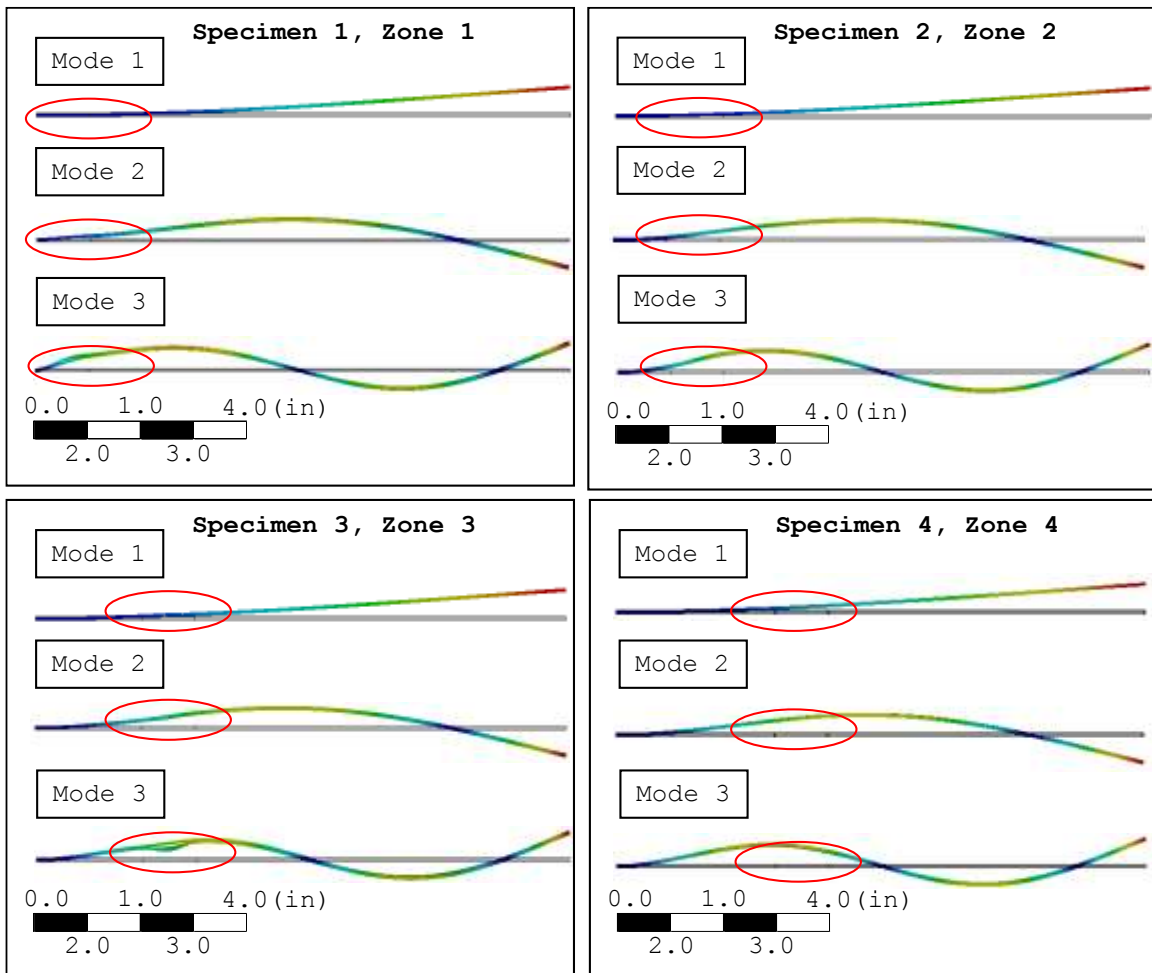 Specimen 1, Zone 1
Mode 1
Mode 2
Mode 3
0.0 1.0 4.0(in)
2.0 3.0
Specimen 2, Zone 2
Mode 1
Mode 2
Mode 3
0.0 1.0 4.0(in)
2.0 3.0
Specimen 3, Zone 3
Mode 1
Mode 2
Mode 3
0.0 1.0 4.0(in)
2.0 3.0
Specimen 4, Zone 4
Mode 1
Mode 2
Mode 3
0.0 1.0 4.0(in)
2.0 3.0